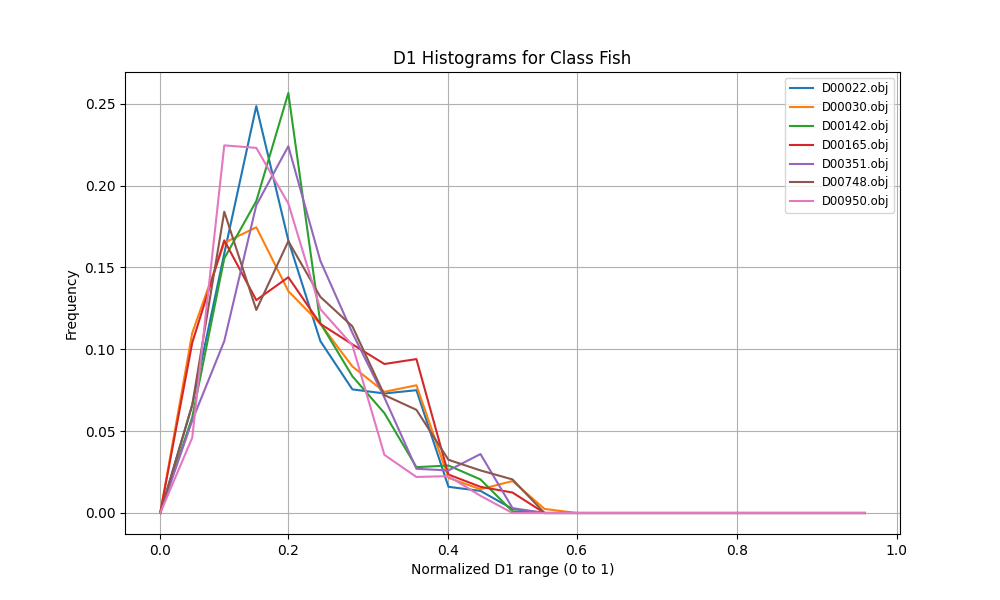 D1 Histograms for Class Fish
D00022.obj
D00030.obj
D00142.obj
D00165.obj
D00351.obj
D00748.obj
D00950.obj
Frequency
0.25
0.20
0.15
0.10
0.05
0.00
0.0 0.2 0.4 0.6 0.8 1.0
Normalized D1 range (0 to 1)